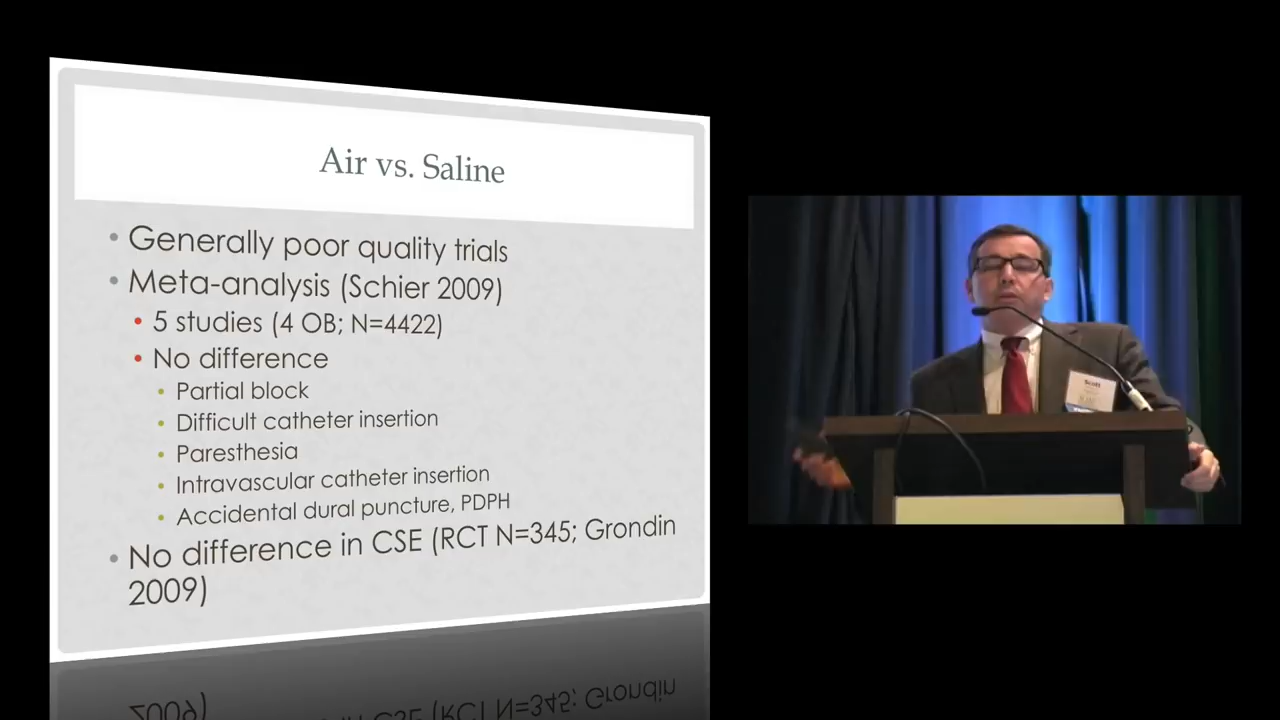 Air vs. Saline
• Generally poor quality trials
• Meta-analysis (Schier 2009)
• 5 studies (4 OB; N=4422)
• No difference
• Partial block
• Difficult catheter insertion
• Paresthesia
• Intravascular catheter insertion
• Accidental dural puncture, PDPH
• No difference in CSE (RCT N=345; Grondin
2009)
Scott